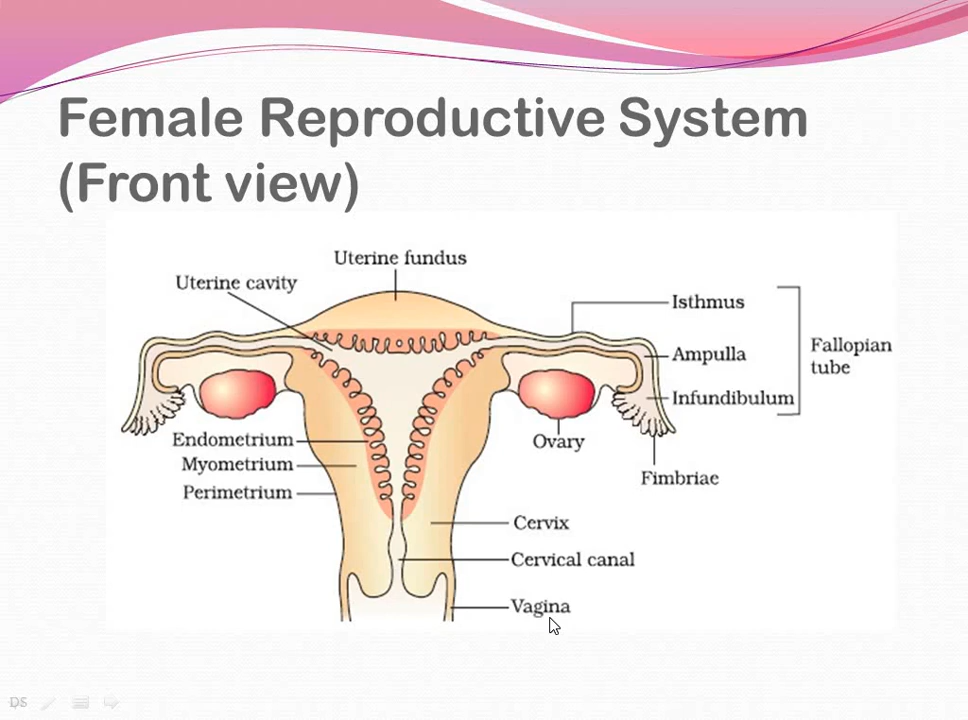 Female Reproductive System
(Front view)
Uterine fundus
Uterine cavity
Isthmus
Ampulla
Fallopian
tube
Infundibulum
Endometrium
Ovary
Myometrium
Fimbriae
Perimetrium
Cervix
Cervical canal
Vagina
DS